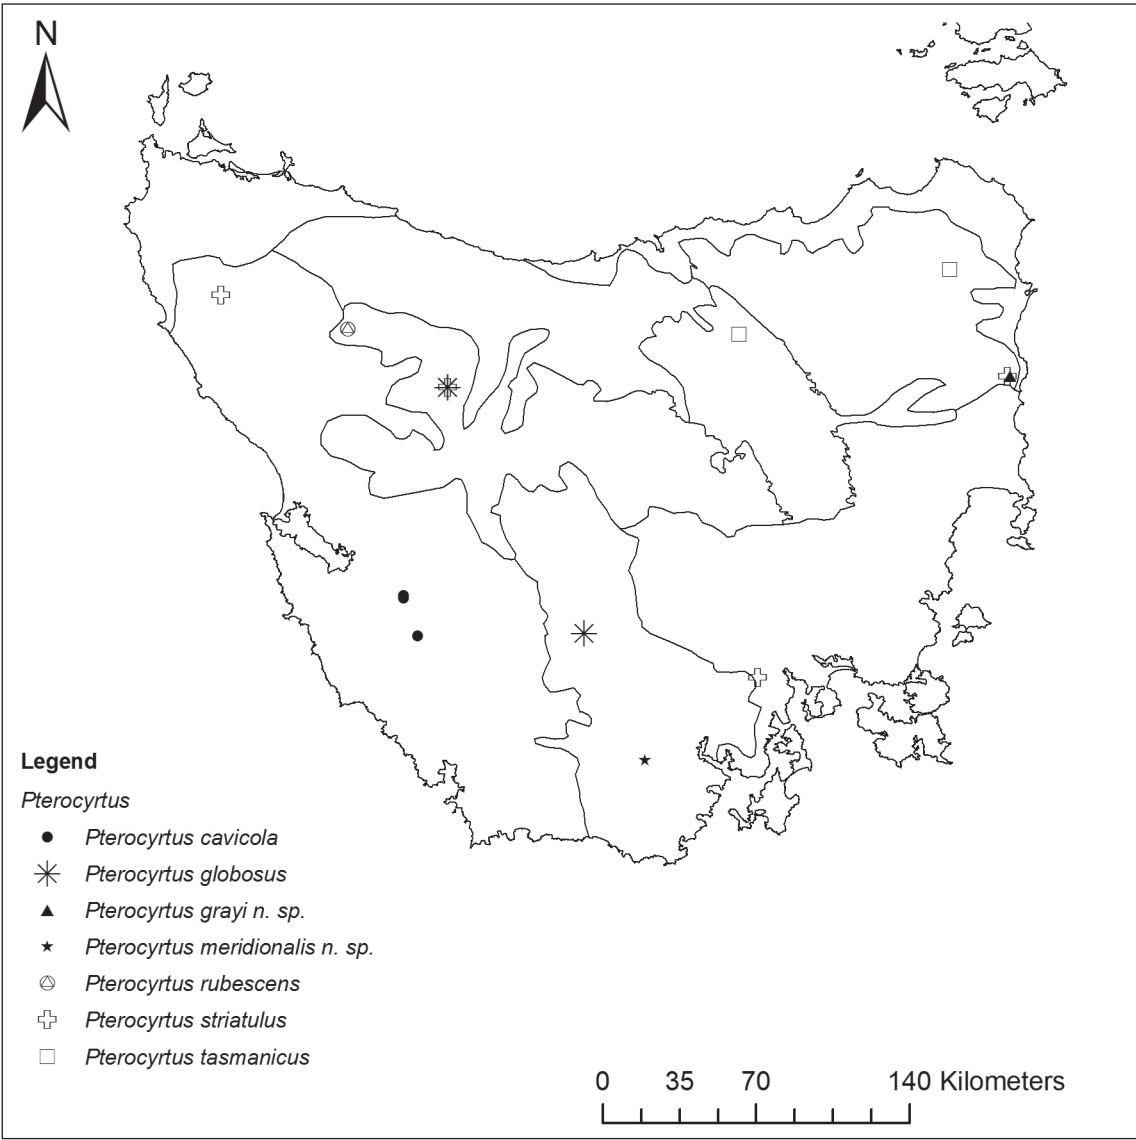 N
Legend
Pterocyrtus
Pterocyrtus cavicola
Pterocyrtus globosus
Pterocyrtus grayi n. sp.
Pterocyrtus meridionalis n. sp.
Pterocyrtus rubescens
Pterocyrtus striatulus
Pterocyrtus tasmanicus
0 35 70 140 Kilometers